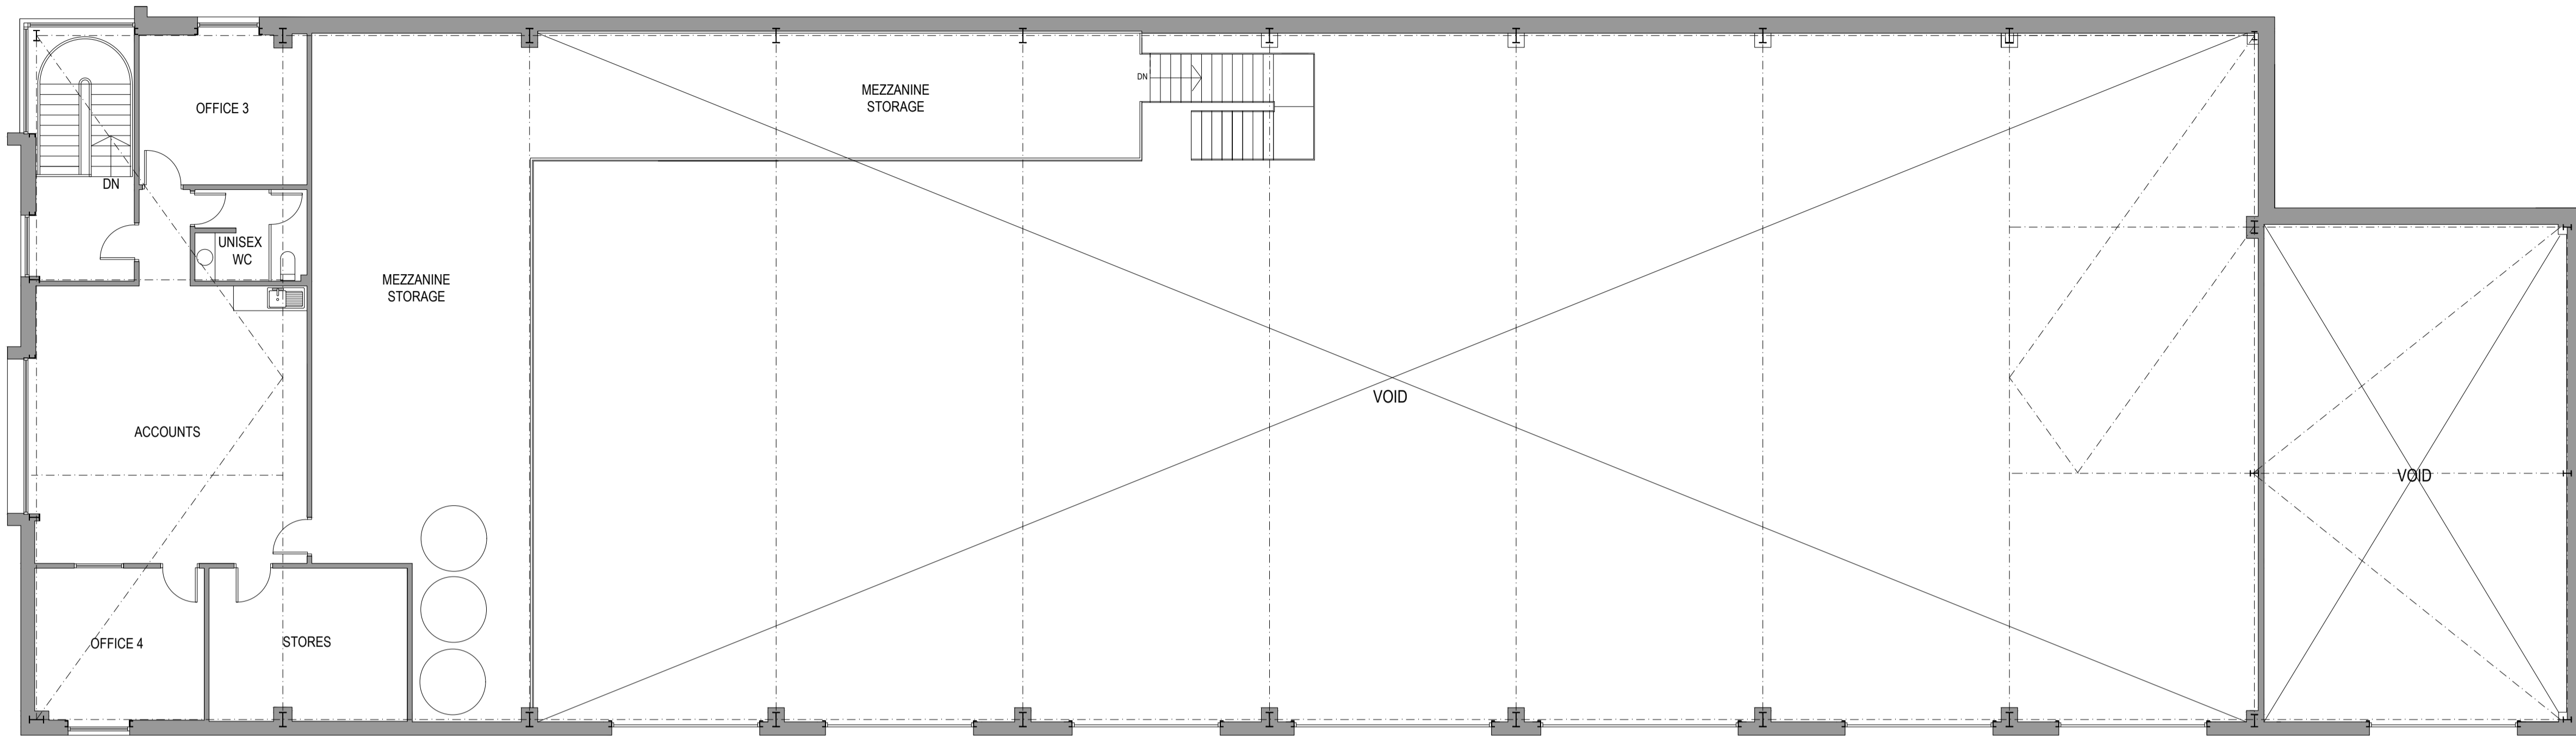 OFFICE 3
MEZZANINE
STORAGE
DN
DN
UNISEX
WC
MEZZANINE
STORAGE
VOID
ACCOUNTS
VOID
OFFICE 4
STORES